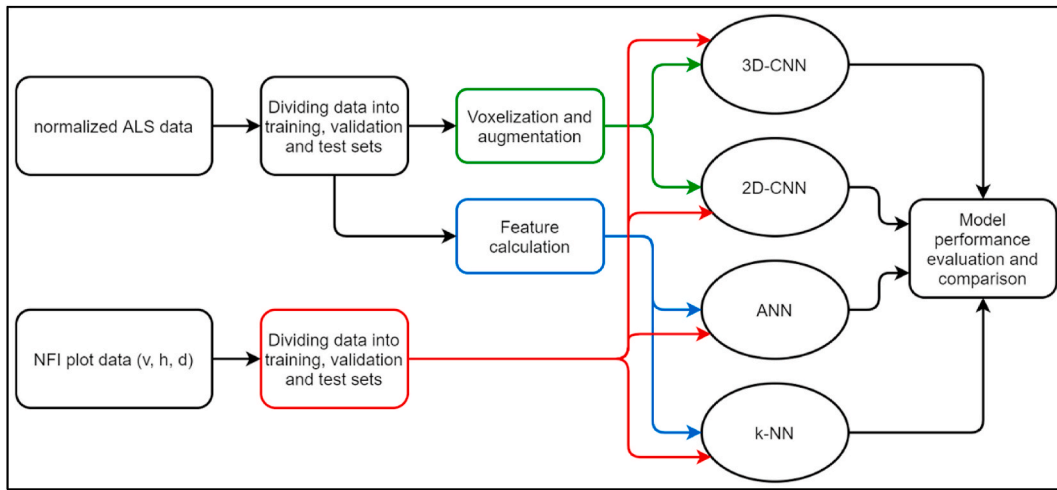 normalized ALS data
Dividing data into
training, validation
and test sets
Voxelization and
augmentation
3D-CNN
2D-CNN
Feature
calculation
Model
performance
evaluation and
comparison
ANN
NFI plot data (v, h, d)
Dividing data into
training, validation
and test sets
k-NN